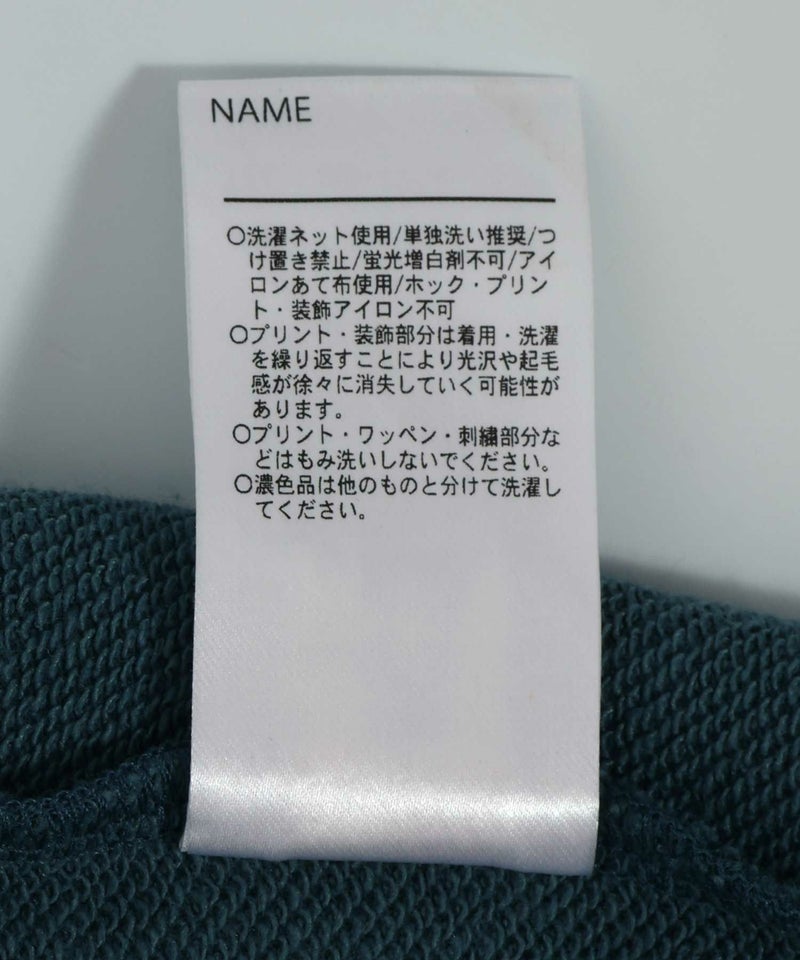 NAME
○洗濯ネット使用/単独洗い推奨/つ
け置き禁止/蛍光増白剤不可/アイ
ロンあて布使用/ホック・プリン
ト・装飾アイロン不可
○プリント・装飾部分は着用・洗濯
を繰り返すことにより光沢や起毛
感が徐々に消失していく可能性が
あります。
○プリント・ワッペン・刺繍部分な
どはもみ洗いしないでください。
○濃色品は他のものと分けて洗濯し
てください。